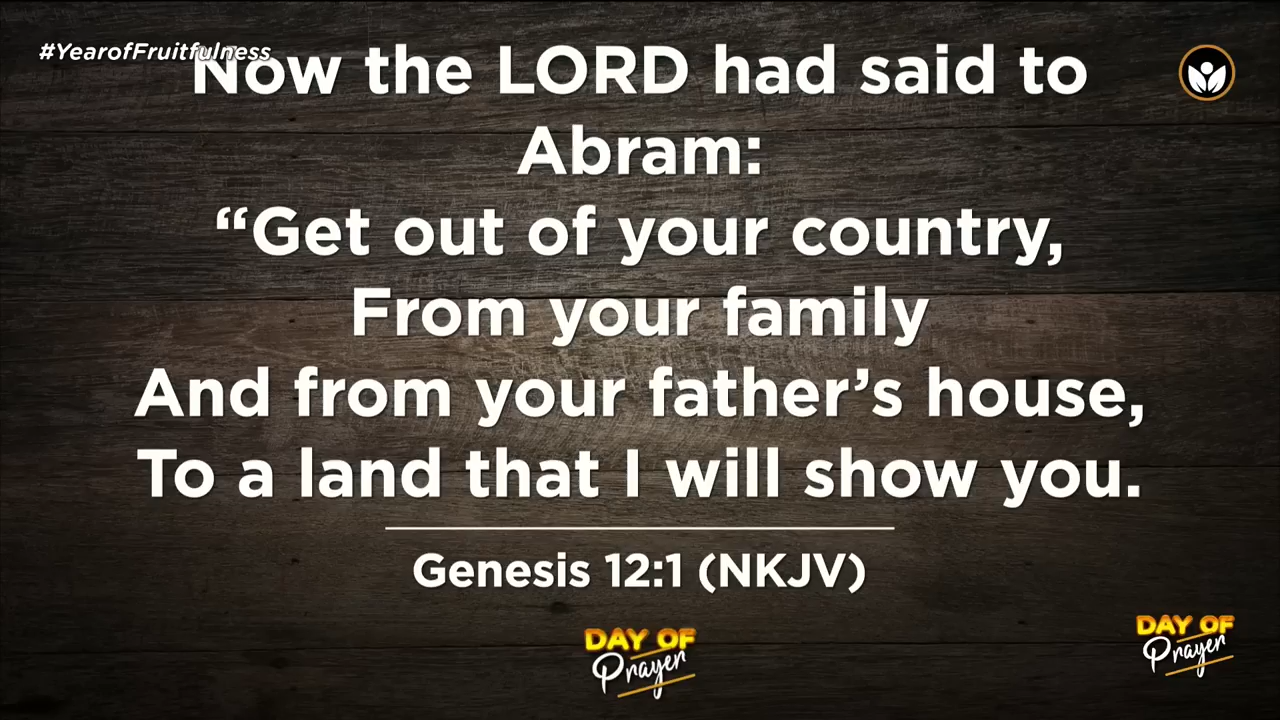 #YearofFruitfulness
Now the LORD had said to
Abram:
“Get out of your country,
From your family
And from your father’s house,
To a land that I will show you.
Genesis 12:1 (NKJV)
DAY OF
Prayer
DAY OF
Prayer